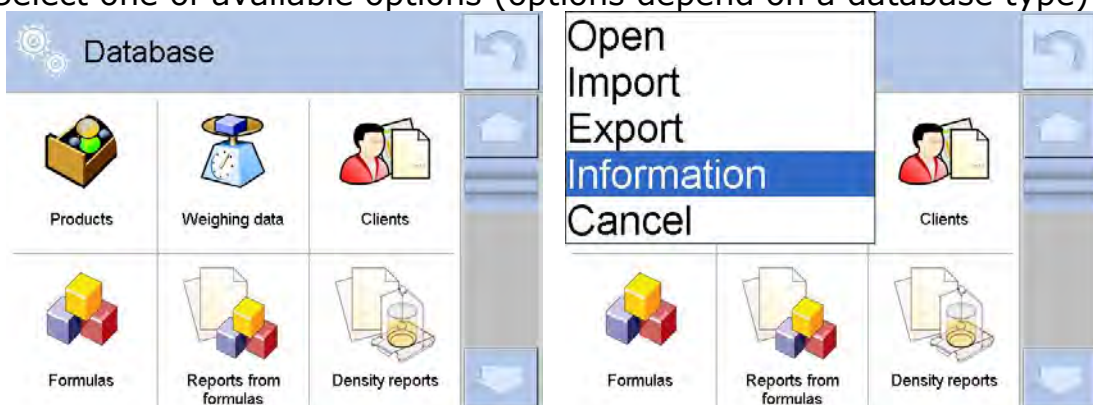 select one of available options (options depend on a database type)
Database
Products
Weighing data
Clients
Formulas
Reports from
formulas
Density reports
Open
Import
Export
Information
Cancel
Clients
Formulas
Reports from
formulas
Density reports